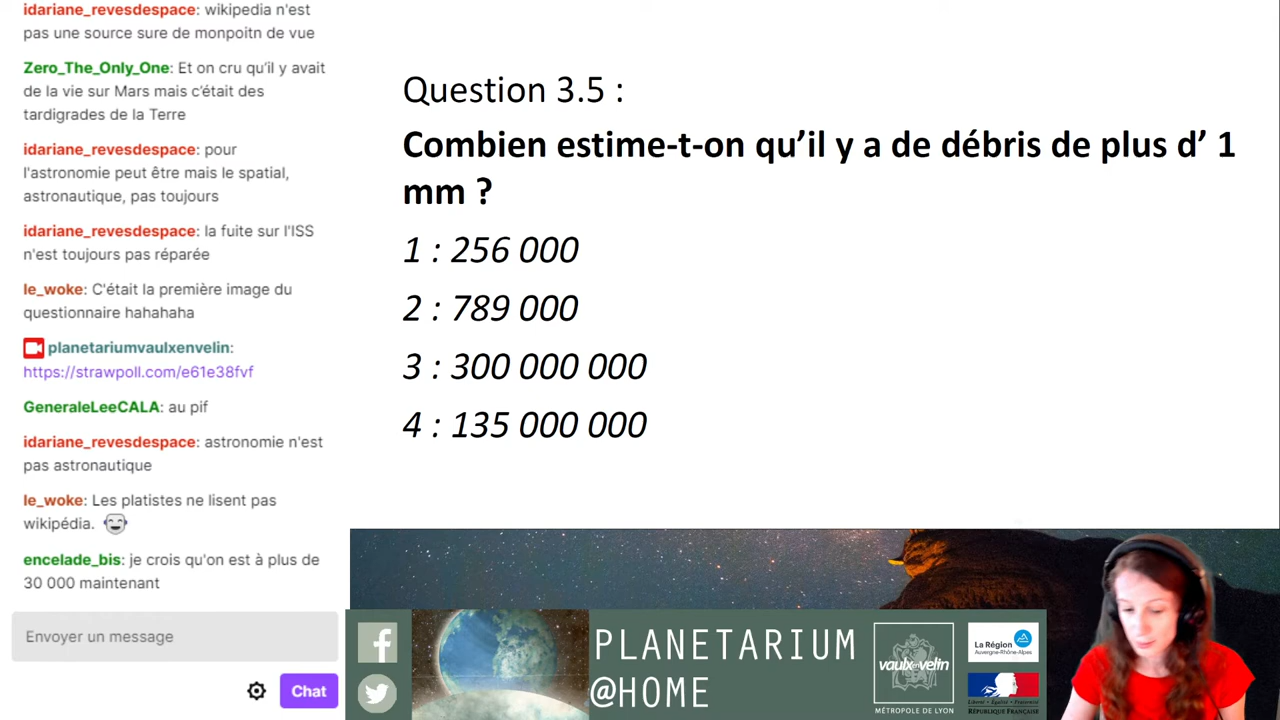 idariane_revesdespace: wikipedia n'est
pas une source sure de monpoitn de vue
Zero_The_Only_One: Et on cru qu'il y avait
de la vie sur Mars mais c'était des
tardigrades de la Terre
idariane_revesdespace: pour
l'astronomie peut être mais le spatial,
astronautique, pas toujours
idariane_revesdespace: la fuite sur l'ISS
n'est toujours pas réparée
le_woke: C'était la première image du
questionnaire hahahaha
planetariumvaulxenvelin:
https://strawpoll.com/e61e38fvf
GeneraleLeeCALA: au pif
idariane_revesdespace: astronomie n'est
pas astronautique
le_woke: Les platistes ne lisent pas
wikipédia.
encelade_bis: je crois qu'on est à plus de
30 000 maintenant
Envoyer un message
Chat
Question 3.5 :
Combien estime-t-on qu’il y a de débris de plus d’ 1
mm ?
1 : 256 000
2 : 789 000
3 : 300 000 000
4 : 135 000 000
PLANETARIUM
@HOME
vaulxenvelin
MÉTROPOLE DE LYON
La Région
Auvergne-Rhône-Alpes
Liberté • Égalité • Fraternité
RÉPUBLIQUE FRANÇAISE